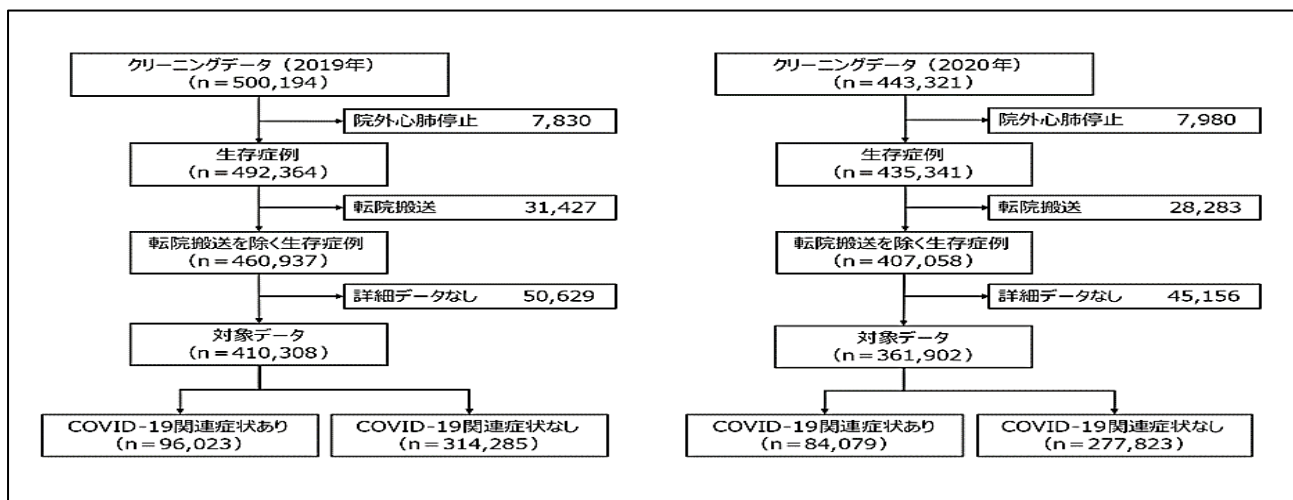 クリーニングデータ（2019年）
（n＝500,194）
院外心肺停止 7,830
生存症例
（n＝492,364）
転院搬送 31,427
転院搬送を除く生存症例
（n＝460,937）
詳細データなし 50,629
対象データ
（n＝410,308）
COVID-19関連症状あり
（n＝96,023）
COVID-19関連症状なし
（n＝314,285）
クリーニングデータ（2020年）
（n＝443,321）
院外心肺停止 7,980
生存症例
（n＝435,341）
転院搬送 28,283
転院搬送を除く生存症例
（n＝407,058）
詳細データなし 45,156
対象データ
（n＝361,902）
COVID-19関連症状あり
（n＝84,079）
COVID-19関連症状なし
（n＝277,823）